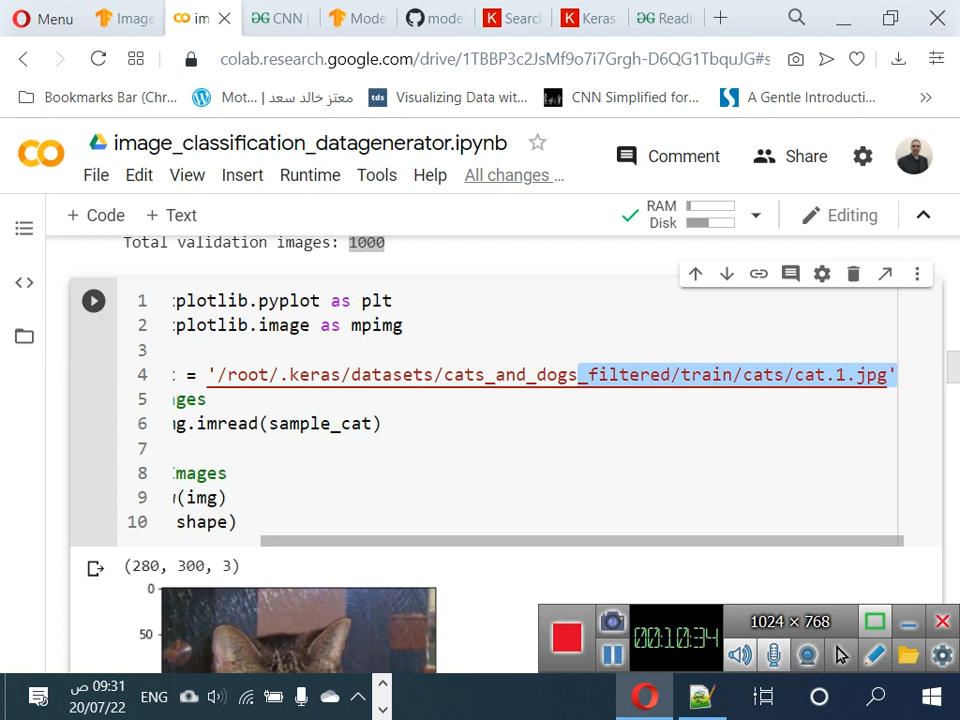 Menu
Image
im
CNN
Mode
mode
Searc
Keras
Readi
colab.research.google.com/drive/1TBBP3c2JsMf9o7i7Grgh-D6QG1TbquJG#s
Bookmarks Bar (Chr...
معتز خالد سعد | Mot...
tds Visualizing Data wit...
CNN Simplified for...
A Gentle Introducti...
image_classification_datagenerator.ipynb
Comment
Share
File Edit View Insert Runtime Tools Help All changes ...
+ Code + Text
RAM
Disk
Editing
Total validation images: 1000
1 :plotlib.pyplot as plt
2 :plotlib.image as mpimg
3
4 : = '/root/.keras/datasets/cats_and_dogs_filtered/train/cats/cat.1.jpg'
5 ages
6 ng.imread(sample_cat)
7
8 images
9 (img)
10 shape)
(280, 300, 3)
0
50
1024 × 768
00:10:34
09:31 ص
20/07/22
ENG